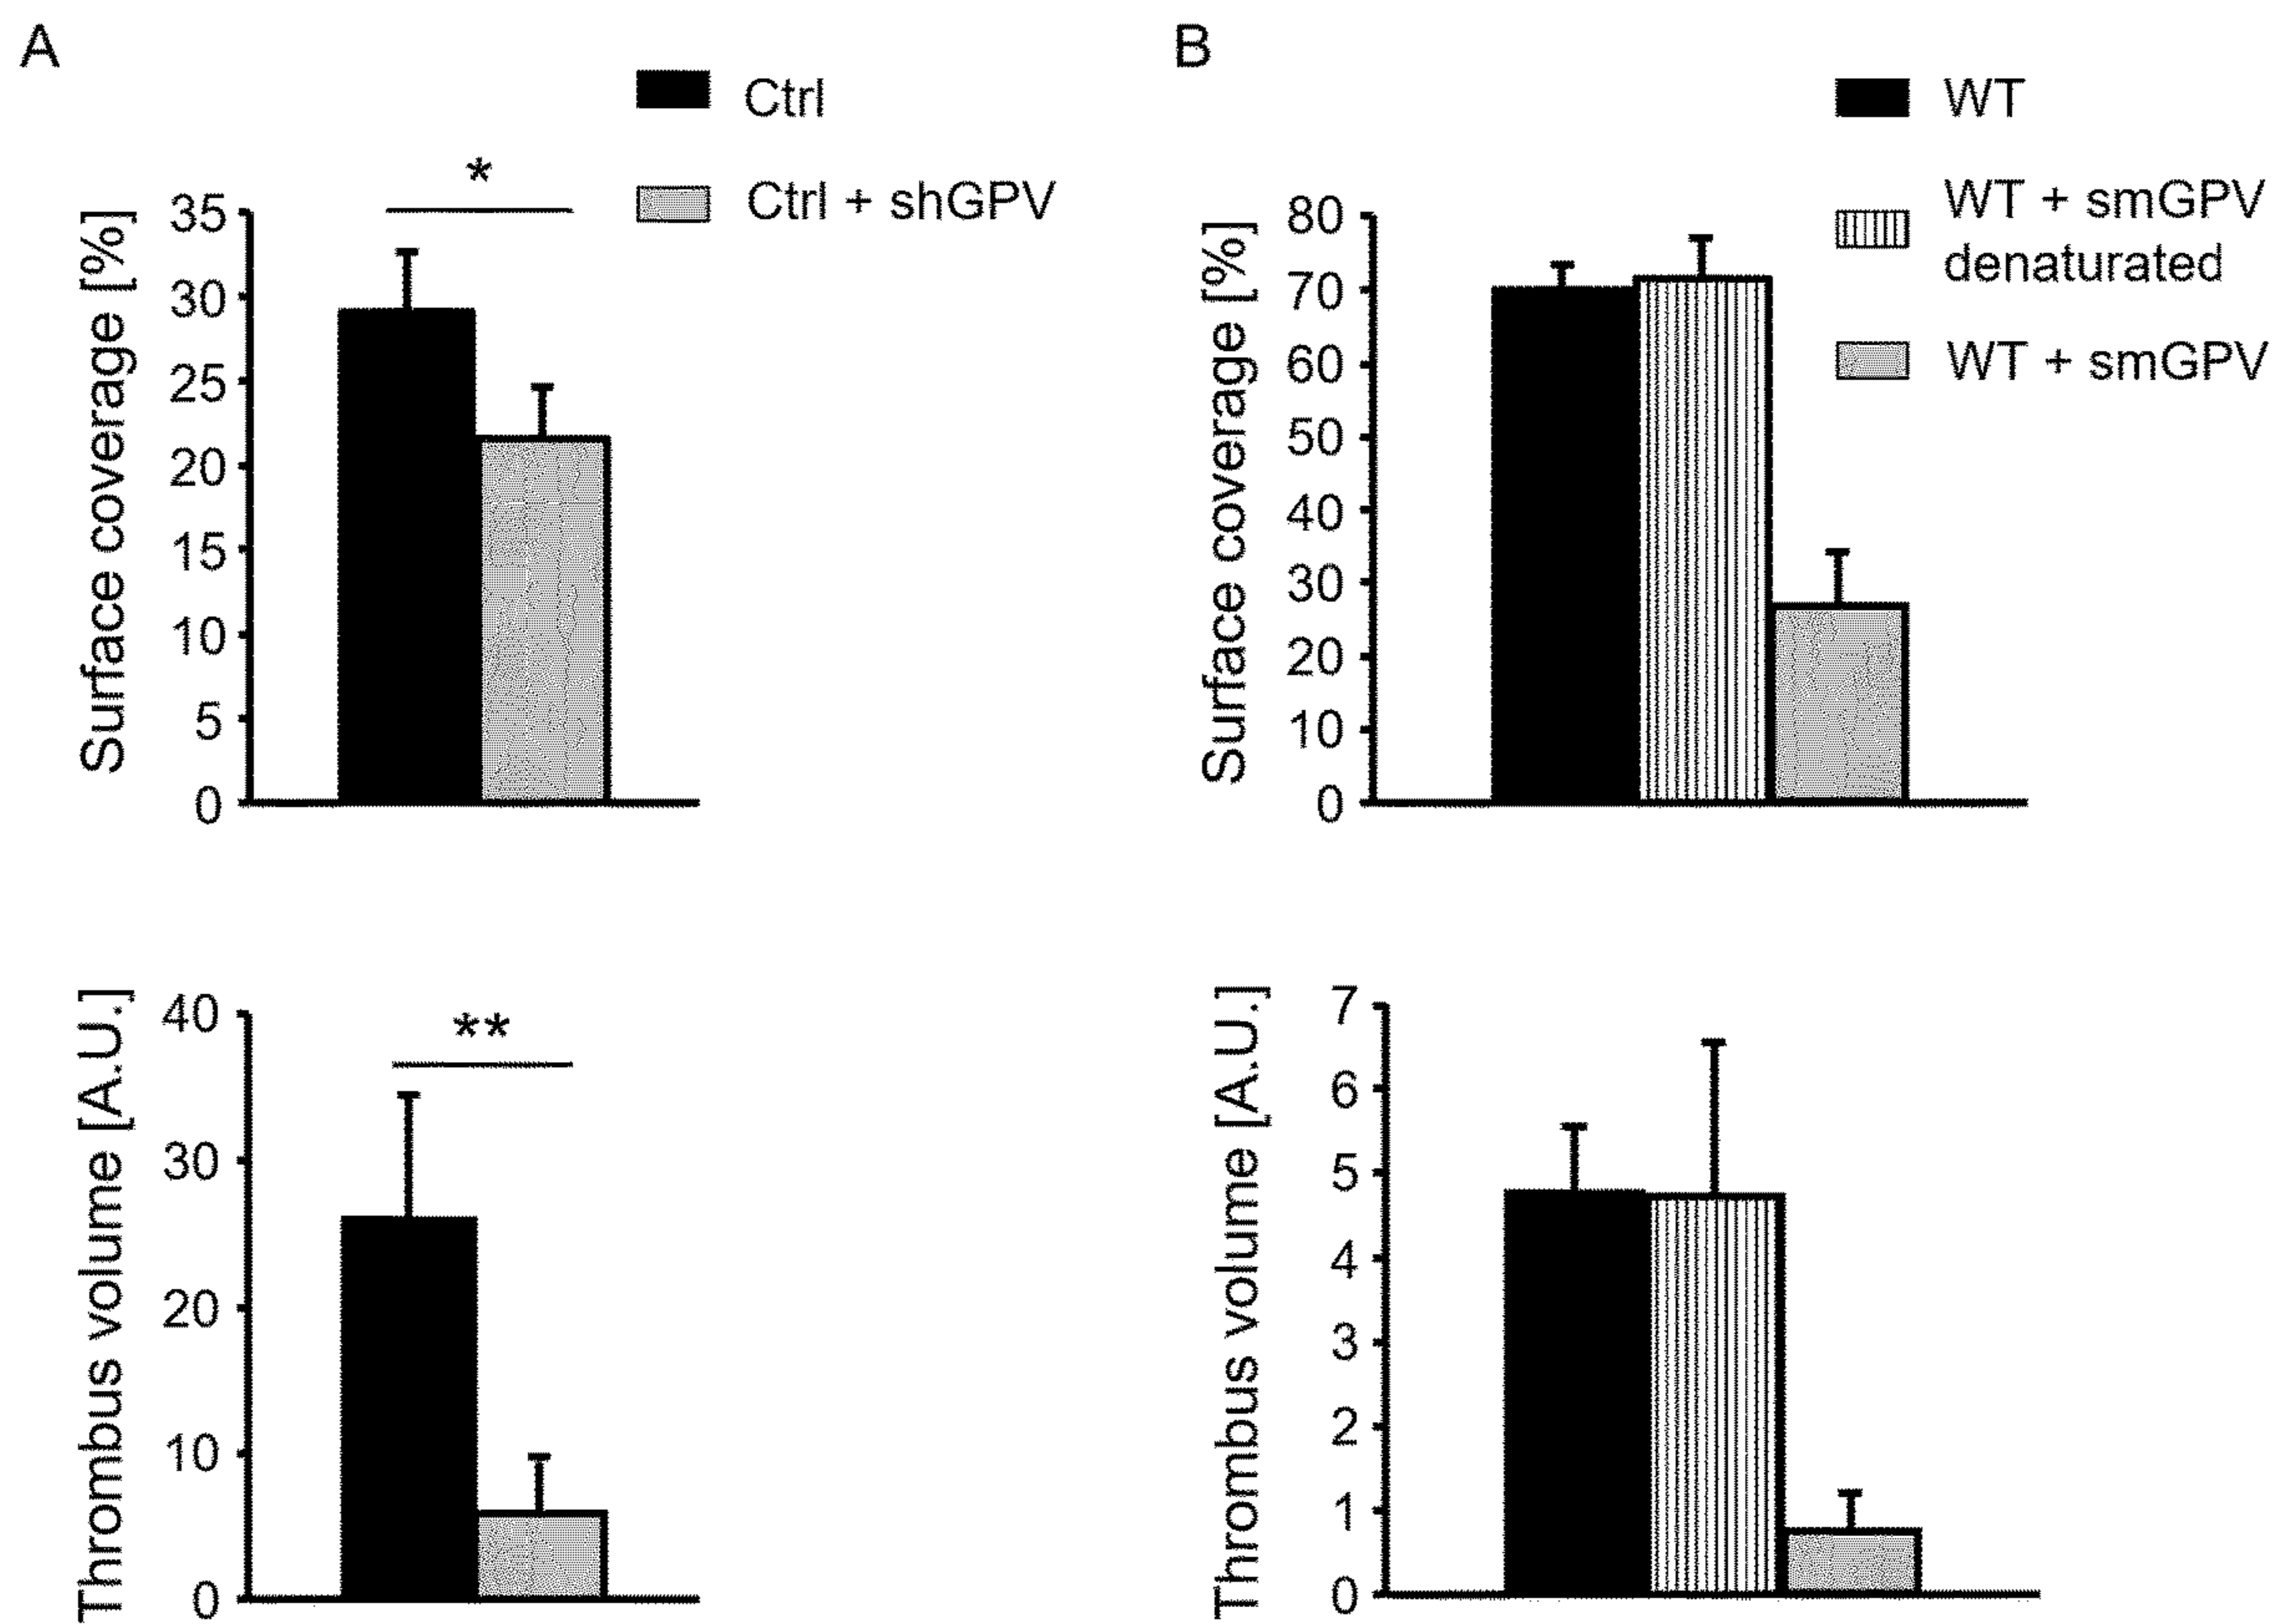 A
Ctrl
Ctrl + shGPV
*
Surface coverage [%]
35
30
25
20
15
10
5
0
B
WT
WT + smGPV
denaturated
WT + smGPV
Surface coverage [%]
80
70
60
50
40
30
20
10
0
**
Thrombus volume [A.U.]
40
30
20
10
0
Thrombus volume [A.U.]
7
6
5
4
3
2
1
0